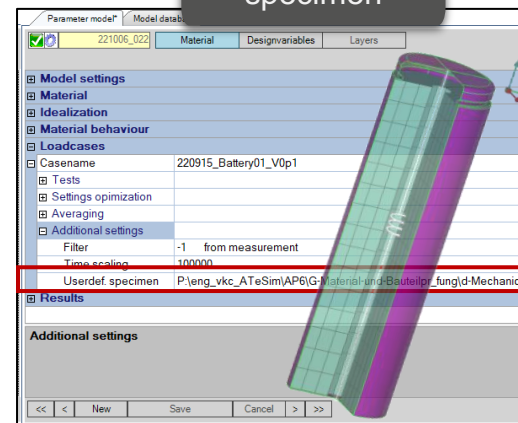 specimen
Parameter model* Model datab
221006_022 Material Designvariables Layers
Model settings
Material
Idealization
Material behaviour
Loadcases
Casename 220915_Battery01_V0p1
Tests
Settings opimization
Averaging
Additional settings
Filter -1 from measurement
Time scaling 100000
Userdef. specimen P:\eng_vkc_ATeSim\AP6\G-Material-und-Bauteilpr_fung\d-Mechanic
Results
Additional settings
<< < New Save Cancel > >>